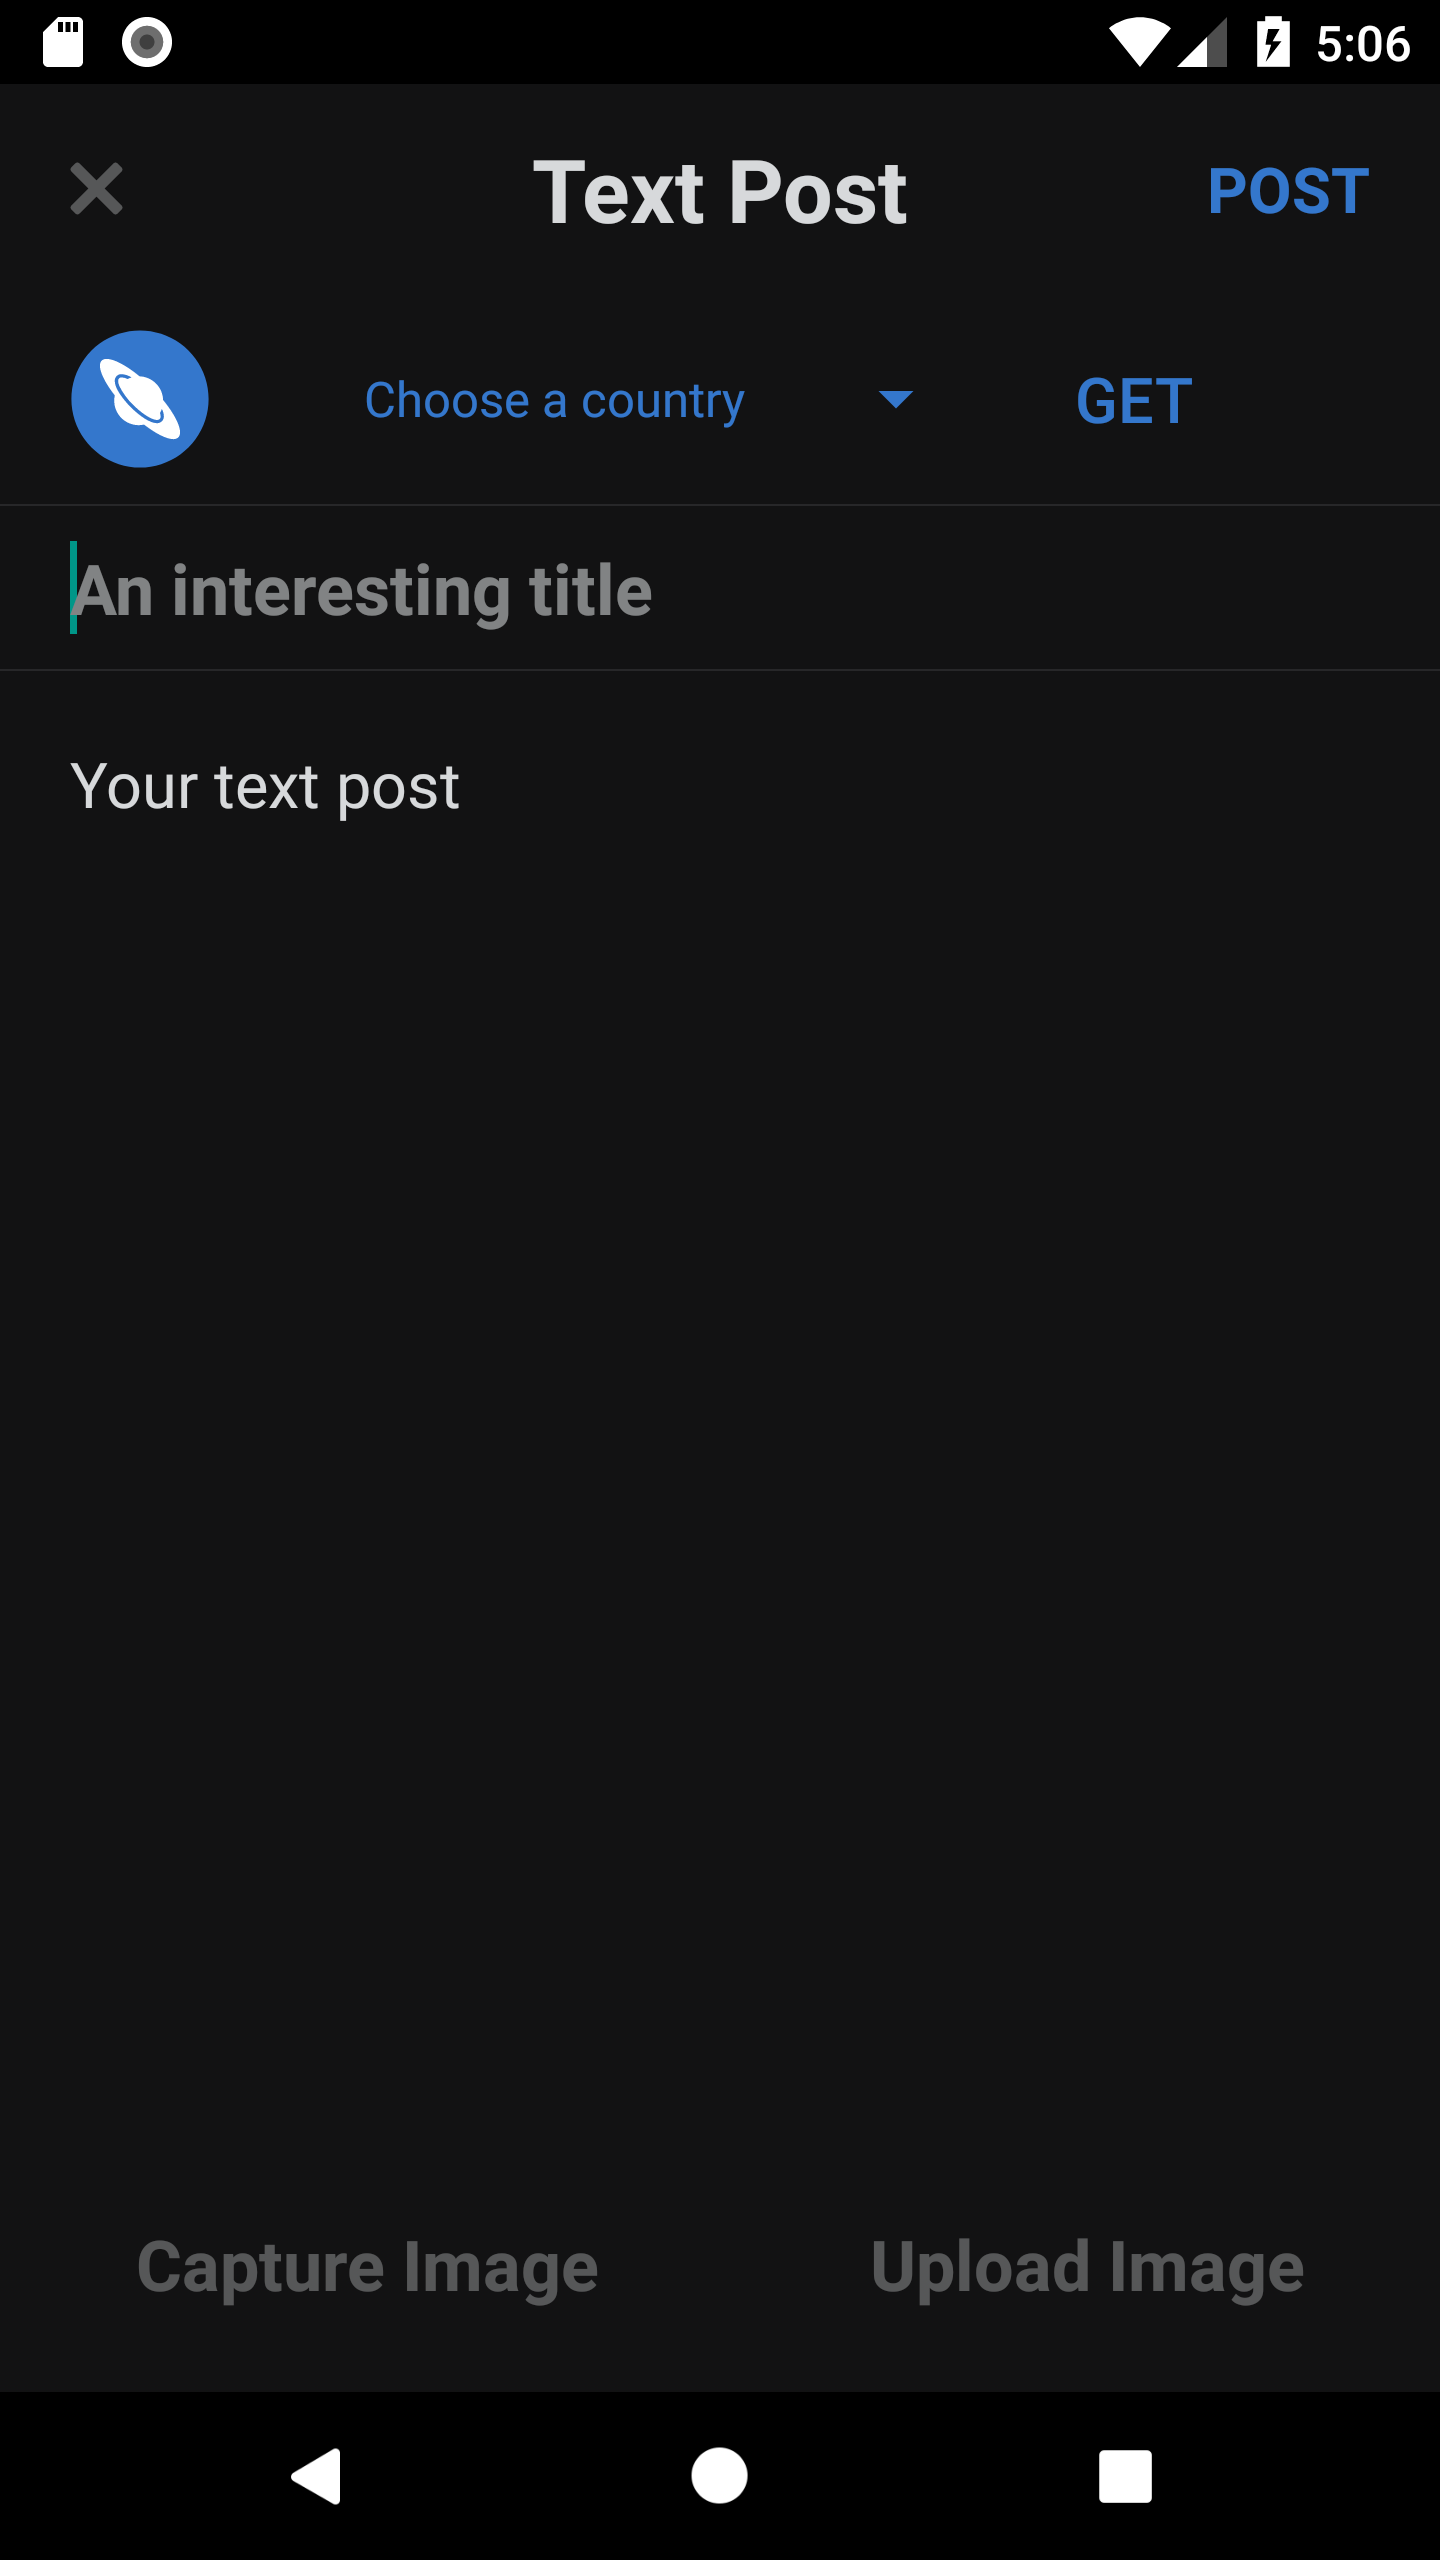 5:06
Text Post POST
Choose a country GET
An interesting title
Your text post
Capture Image Upload Image